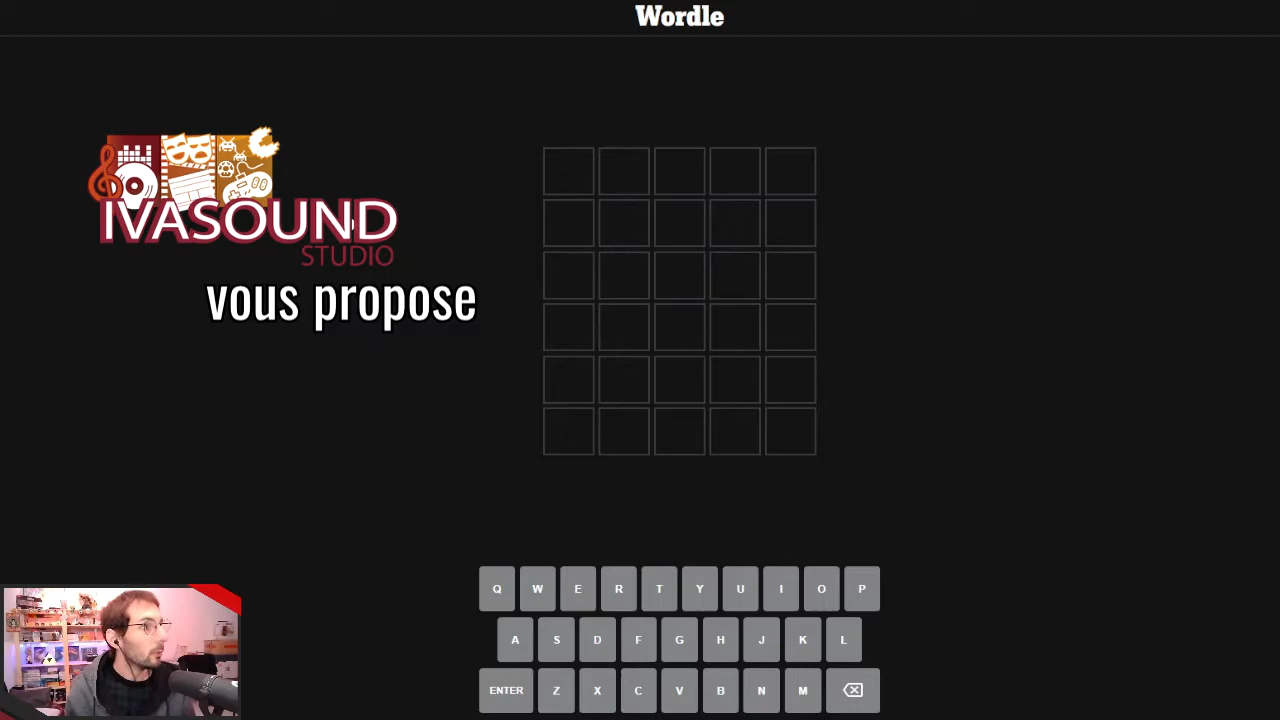 Wordle
IVASOUND
STUDIO
vous propose
Q W E R T Y U I O P
A S D F G H J K L
ENTER Z X C V B N M